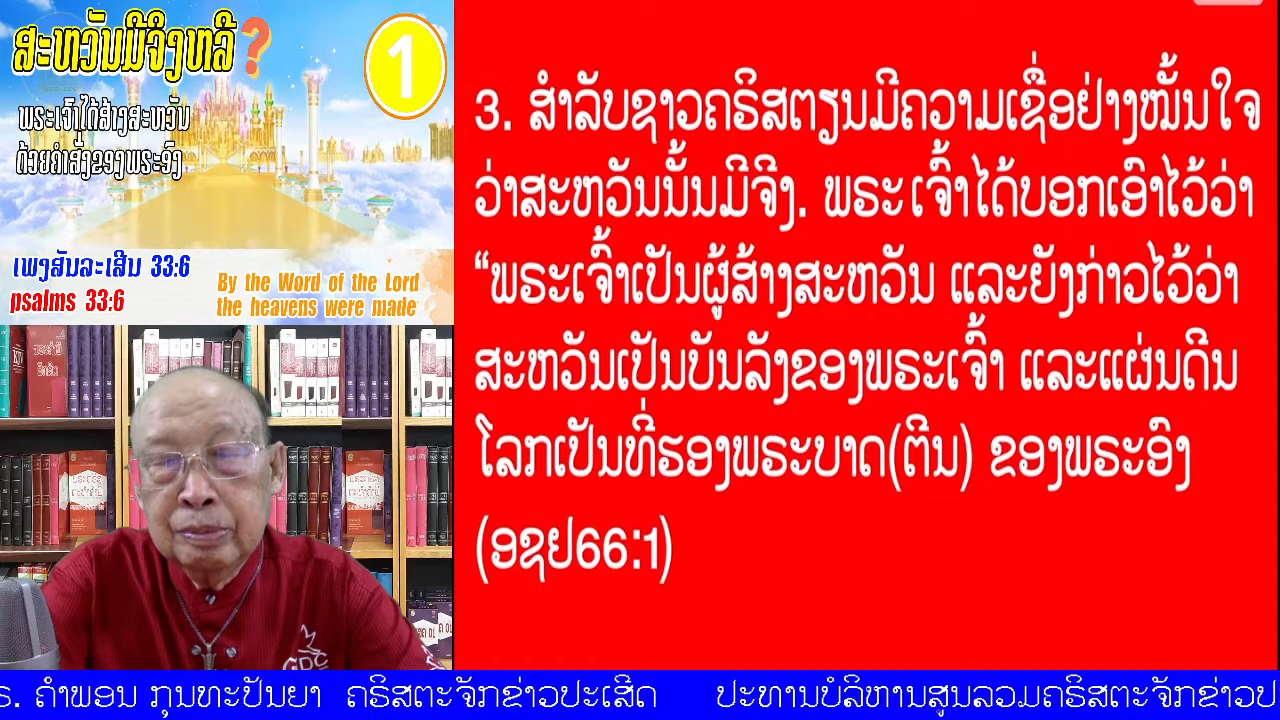 ສະຫວັນມີຈິງຫລື?
1
ພຣະເຈົ້າໄດ້ສ້າງສະຫວັນ
ດ້ວຍຄຳສັ່ງຂອງພຣະອົງ
ເພງສັນລະເສີນ 33:6
psalms 33:6
By the Word of the Lord
the heavens were made
3. ສຳລັບຊາວຄຣິສຕຽນມີຄວາມເຊື່ອຢ່າງໝັ້ນໃຈ
ວ່າສະຫວັນນັ້ນມີຈີງ. ພຣະເຈົ້າໄດ້ບອກເອົາໄວ້ວ່າ
“ພຣະເຈົ້າເປັນຜູ້ສ້າງສະຫວັນ ແລະຍັງກ່າວໄວ້ວ່າ
ສະຫວັນເປັນບັນລັງຂອງພຣະເຈົ້າ ແລະແຜ່ນດີນ
ໂລກເປັນທີ່ຮອງພຣະບາດ(ຕີນ) ຂອງພຣະອົງ
(ອຊຢ66:1)
ຣ. ຄຳພອນ ກຸນທະປັນຍາ ຄຣິສຕະຈັກຂ່າວປະເສີດ ປະທານບໍລິຫານສູນລວມຄຣິສຕະຈັກຂ່າວປ